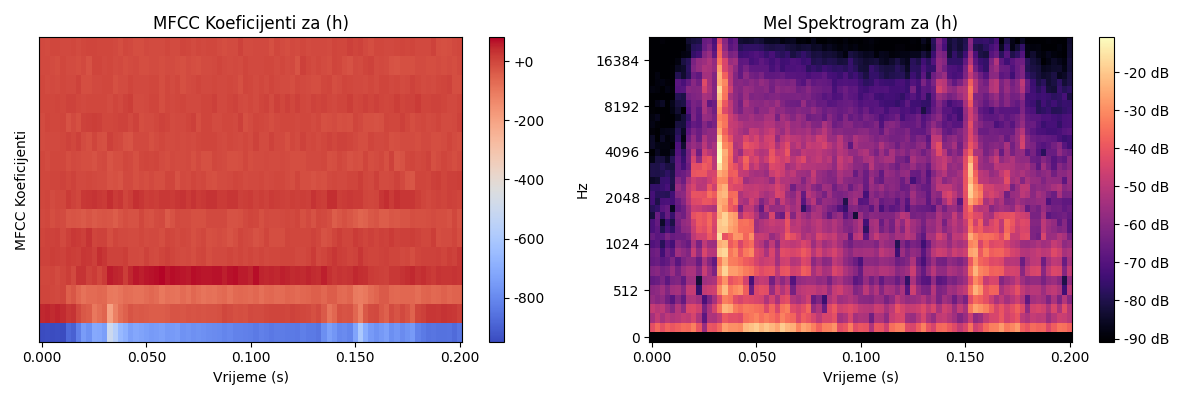 MFCC Koeficijenti za (h)
MFCC Koeficijenti
+0
-200
-400
-600
-800
0.000 0.050 0.100 0.150 0.200
Vrijeme (s)
Mel Spektrogram za (h)
Hz
16384
8192
4096
2048
1024
512
0
-20 dB
-30 dB
-40 dB
-50 dB
-60 dB
-70 dB
-80 dB
-90 dB
0.000 0.050 0.100 0.150 0.200
Vrijeme (s)